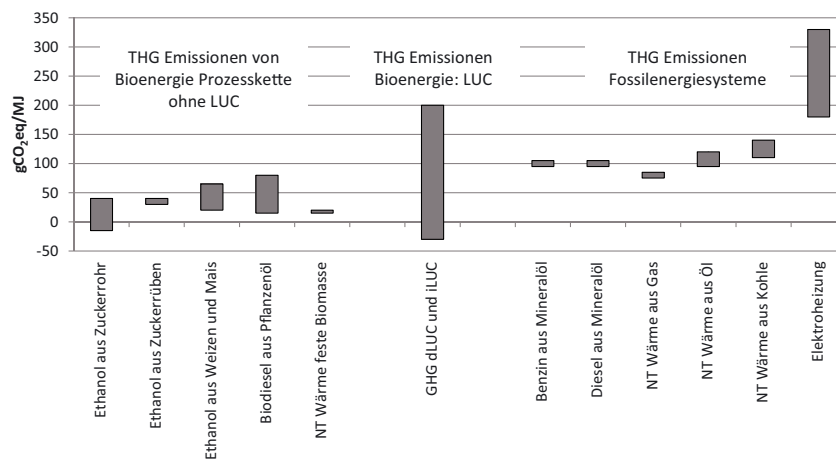 350
300
250
200
150
100
50
0
-50
gCO₂eq/MJ
THG Emissionen von
Bioenergie Prozesskette
ohne LUC
THG Emissionen
Bioenergie: LUC
THG Emissionen
Fossilenergiesysteme
Ethanol aus Zuckerrohr
Ethanol aus Zuckerrüben
Ethanol aus Weizen und Mais
Biodiesel aus Pflanzenöl
NT Wärme feste Biomasse
GHG dLUC und iLUC
Benzin aus Mineralöl
Diesel aus Mineralöl
NT Wärme aus Gas
NT Wärme aus Öl
NT Wärme aus Kohle
Elektroheizung